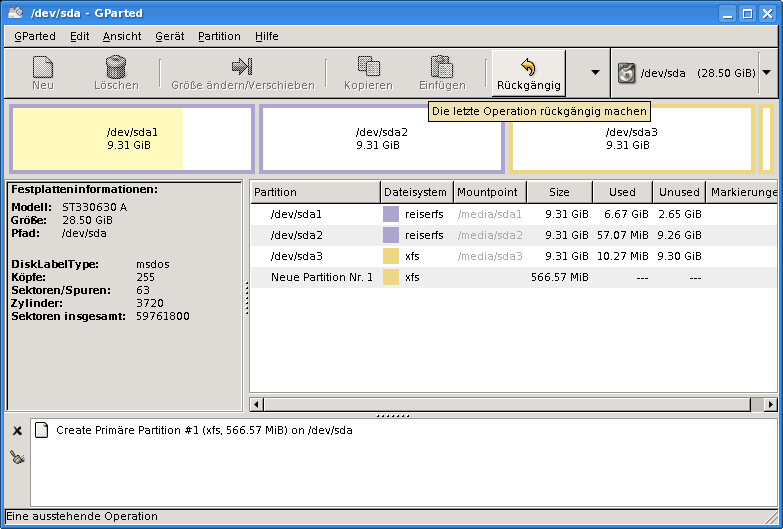 /dev/sda - GParted
GParted Edit Ansicht Gerät Partition Hilfe
Neu Löschen Größe ändern/Verschieben Kopieren Einfügen Rückgängig /dev/sda (28.50 GiB)
Die letzte Operation rückgängig machen
/dev/sda1
9.31 GiB
/dev/sda2
9.31 GiB
/dev/sda3
9.31 GiB
Festplatteninformationen:
Modell: ST330630 A
Größe: 28.50 GiB
Pfad: /dev/sda
DiskLabelType: msdos
Köpfe: 255
Sektoren/Spuren: 63
Zylinder: 3720
Sektoren insgesamt: 59761800
Partition Dateisystem Mountpoint Size Used Unused Markierunge
/dev/sda1 reiserfs /media/sda1 9.31 GiB 6.67 GiB 2.65 GiB
/dev/sda2 reiserfs /media/sda2 9.31 GiB 57.07 MiB 9.26 GiB
/dev/sda3 xfs /media/sda3 9.31 GiB 10.27 MiB 9.30 GiB
Neue Partition Nr. 1 xfs 566.57 MiB --- ---
Create Primäre Partition #1 (xfs, 566.57 MiB) on /dev/sda
Eine ausstehende Operation